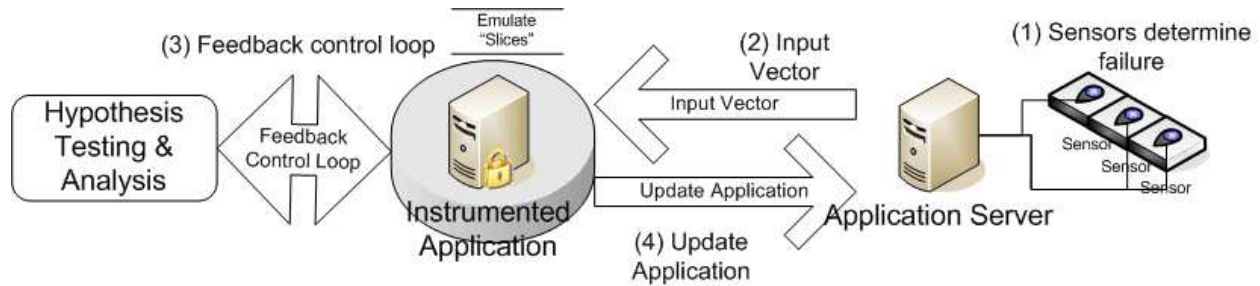 Emulate
"Slices"
(3) Feedback control loop
(2) Input
Vector
(1) Sensors determine
failure
Hypothesis
Testing &
Analysis
Feedback
Control Loop
Input Vector
Sensor
Sensor
Sensor
Update Application
Instrumented
Application
Application Server
(4) Update
Application